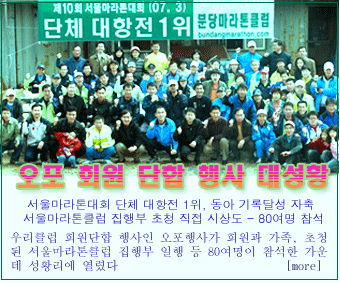 제10회 서울마라톤대회 (07. 3)
단체 대항전 1위
분당마라톤클럽
bundangmarathon.com
오포 회원 단합 행사 대성황
서울마라톤대회 단체 대항전 1위, 동아 기록달성 자축
서울마라톤클럽 집행부 초청 직접 시상도 - 80여명 참석
우리클럽 회원단합 행사인 오포행사가 회원과 가족, 초청
된 서울마라톤클럽 집행부 일행 등 80여명이 참석한 가운
데 성황리에 열렸다 [more]